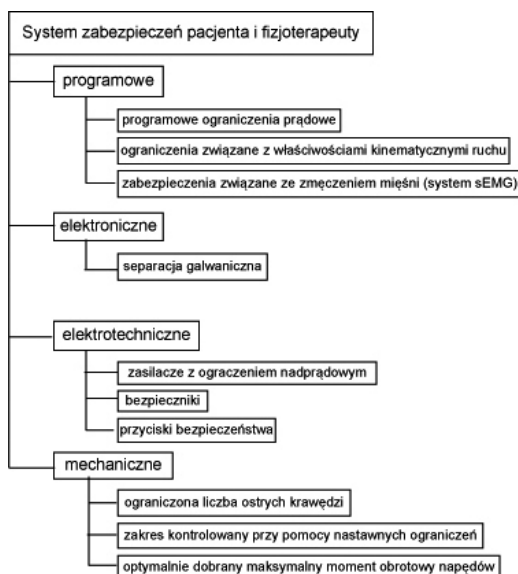 System zabezpieczeń pacjenta i fizjoterapeuty
programowe
programowe ograniczenia prądowe
ograniczenia związane z właściwościami kinematycznymi ruchu
zabezpieczenia związane ze zmęczeniem mięśni (system sEMG)
elektroniczne
separacja galwaniczna
elektrotechniczne
zasilacze z ograczeniem nadprądowym
bezpieczniki
przyciski bezpieczeństwa
mechaniczne
ograniczona liczba ostrych krawędzi
zakres kontrolowany przy pomocy nastawnych ograniczeń
optymalnie dobrany maksymalny moment obrotowy napędów